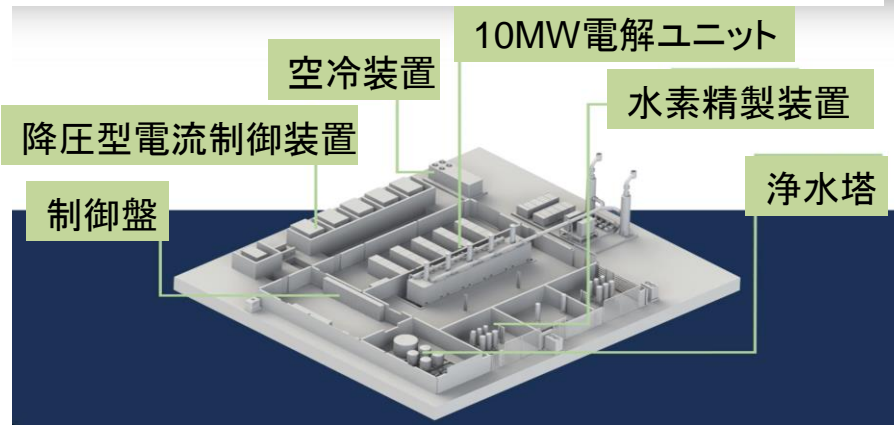 10MW電解ユニット
空冷装置
水素精製装置
降圧型電流制御装置
浄水塔
制御盤